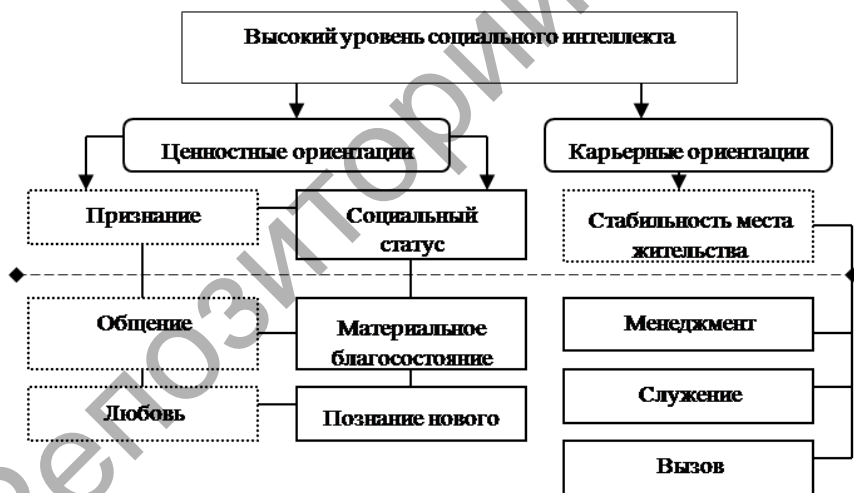 Высокий уровень социального интеллекта
Ценностные ориентации
Карьерные ориентации
Признание
Социальный
статус
Стабильность места
жительства
Общение
Материальное
благосостояние
Менеджмент
Любовь
Познание нового
Служение
Вызов
Репозиторий